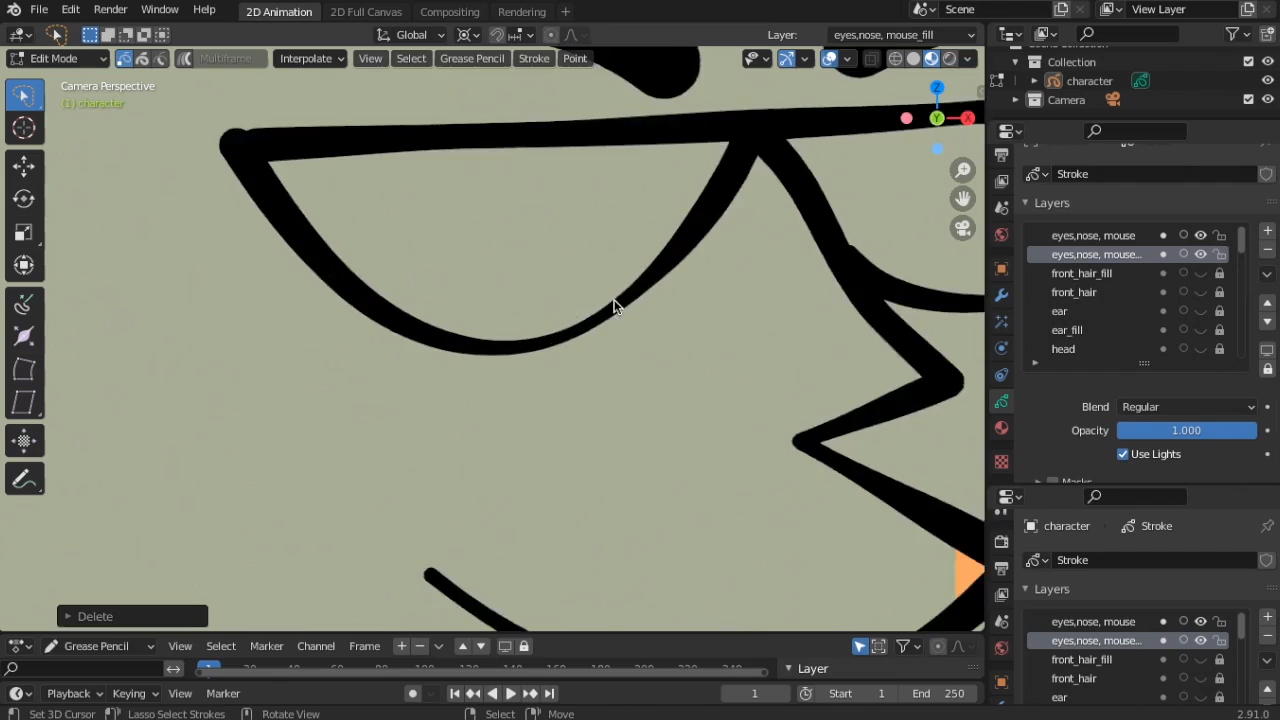 File Edit Render Window Help 2D Animation 2D Full Canvas Compositing Rendering + Scene View Layer
Global Layer: eyes,nose, mouse_fill
Edit Mode Multiframe Interpolate View Select Grease Pencil Stroke Point
Camera Perspective
(1) character
Z
Y
X
Collection
character
Camera
Stroke
Layers
eyes,nose, mouse
eyes,nose, mouse...
front_hair_fill
front_hair
ear
ear_fill
head
Blend Regular
Opacity 1.000
Use Lights
character Stroke
Stroke
Layers
eyes,nose, mouse
eyes,nose, mouse...
front_hair_fill
front_hair
ear
Delete
Grease Pencil View Select Marker Channel Frame
1
Layer
Playback Keying View Marker 1 Start 1 End 250
Set 3D Cursor Lasso Select Strokes Rotate View Select Move 2.91.0